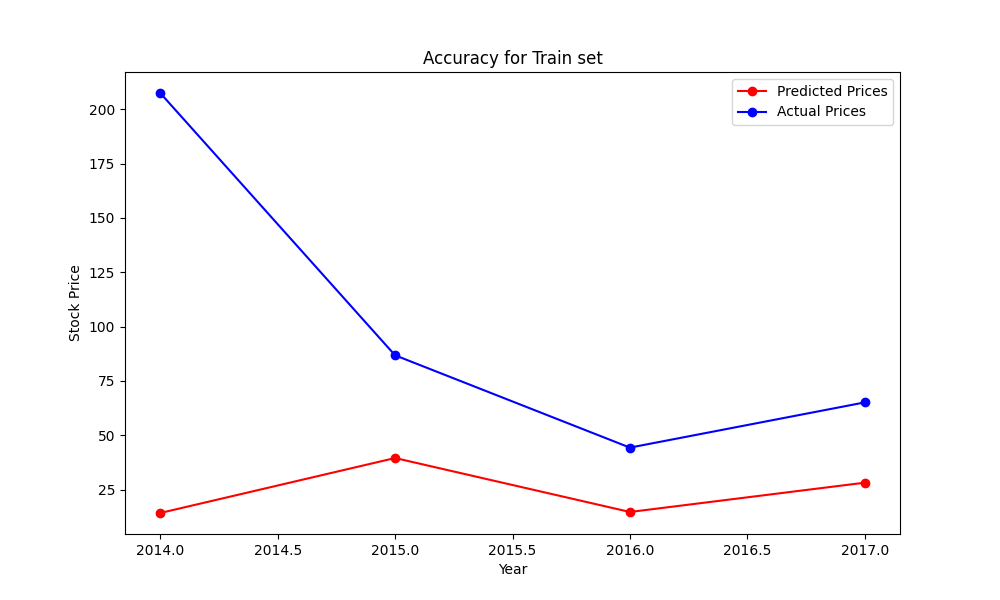 Accuracy for Train set
Predicted Prices
Actual Prices
200
175
150
125
100
75
50
25
Stock Price
2014.0 2014.5 2015.0 2015.5 2016.0 2016.5 2017.0
Year